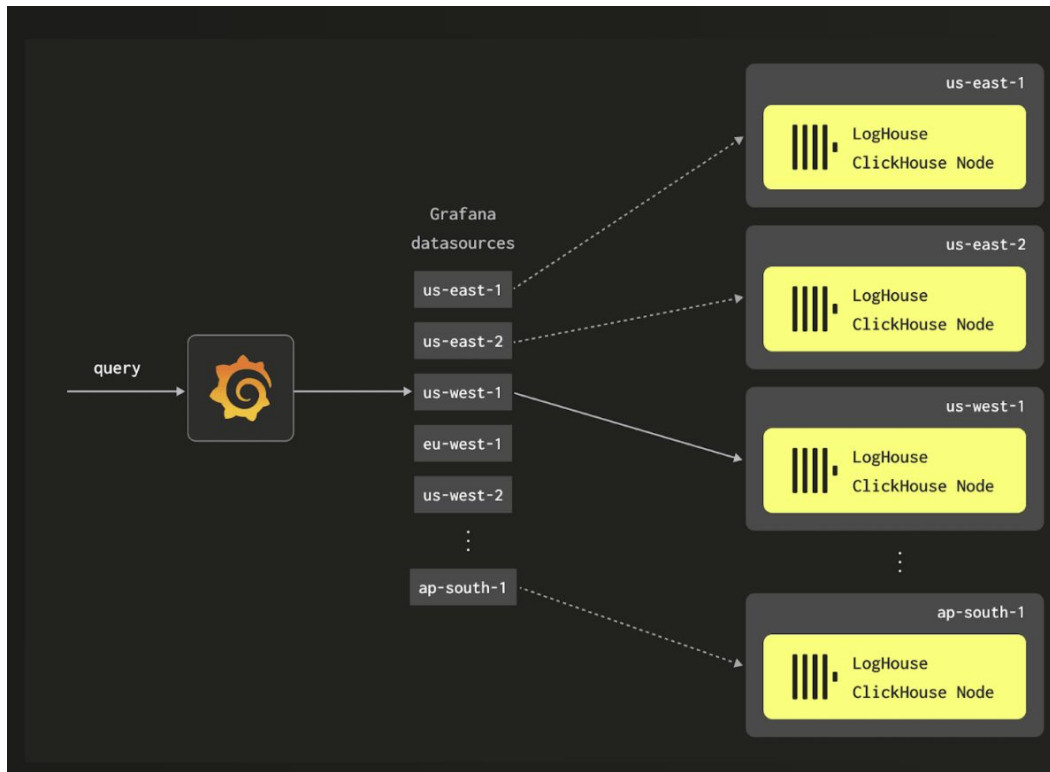 query
Grafana
datasources
us-east-1
us-east-2
us-west-1
eu-west-1
us-west-2
⋮
ap-south-1
us-east-1
LogHouse
ClickHouse Node
us-east-2
LogHouse
ClickHouse Node
us-west-1
LogHouse
ClickHouse Node
⋮
ap-south-1
LogHouse
ClickHouse Node